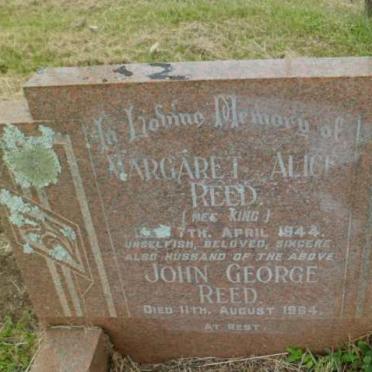 In Loving Memory of
MARGARET ALICE
REED.
(NEE KING)
7TH. APRIL 1944.
UNSELFISH, BELOVED, SINCERE
ALSO HUSBAND OF THE ABOVE
JOHN GEORGE
REED.
DIED 11TH. AUGUST 1964.
AT REST.